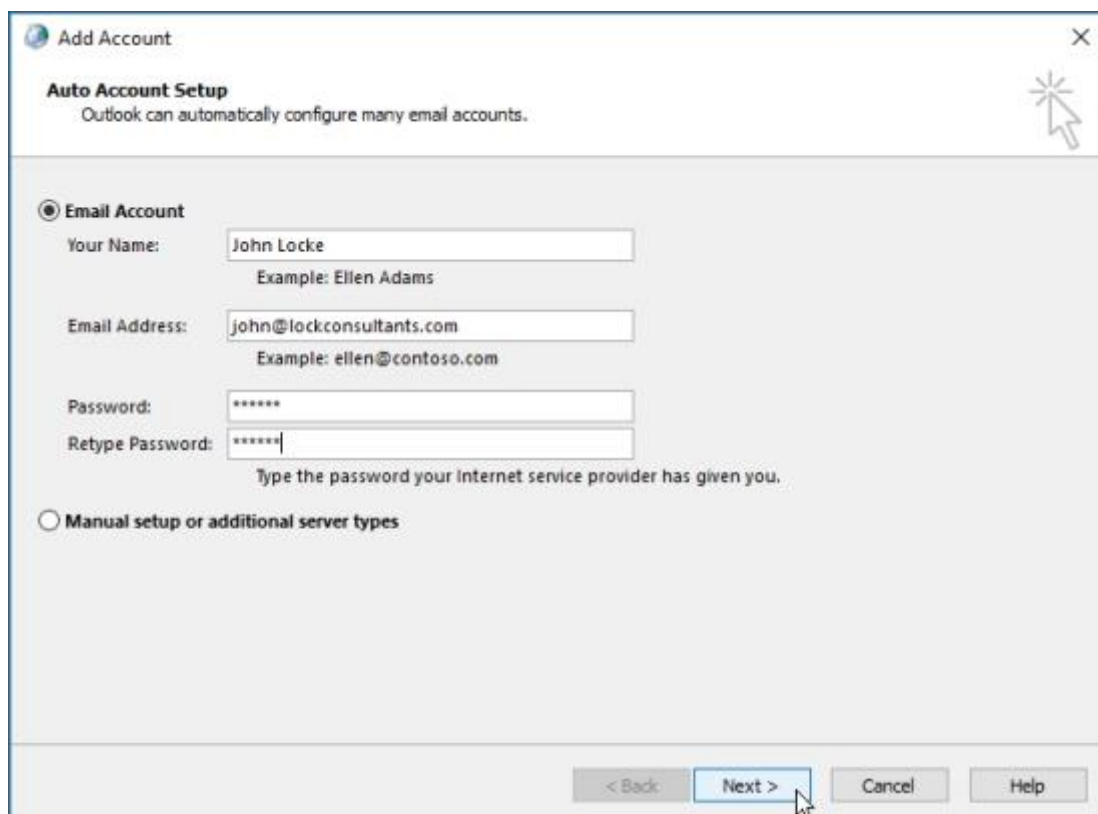 Add Account
Auto Account Setup
Outlook can automatically configure many email accounts.
Email Account
Your Name: John Locke
Example: Ellen Adams
Email Address: john@lockconsultants.com
Example: ellen@contoso.com
Password: ******
Retype Password: ******
Type the password your Internet service provider has given you.
Manual setup or additional server types
< Back Next > Cancel Help